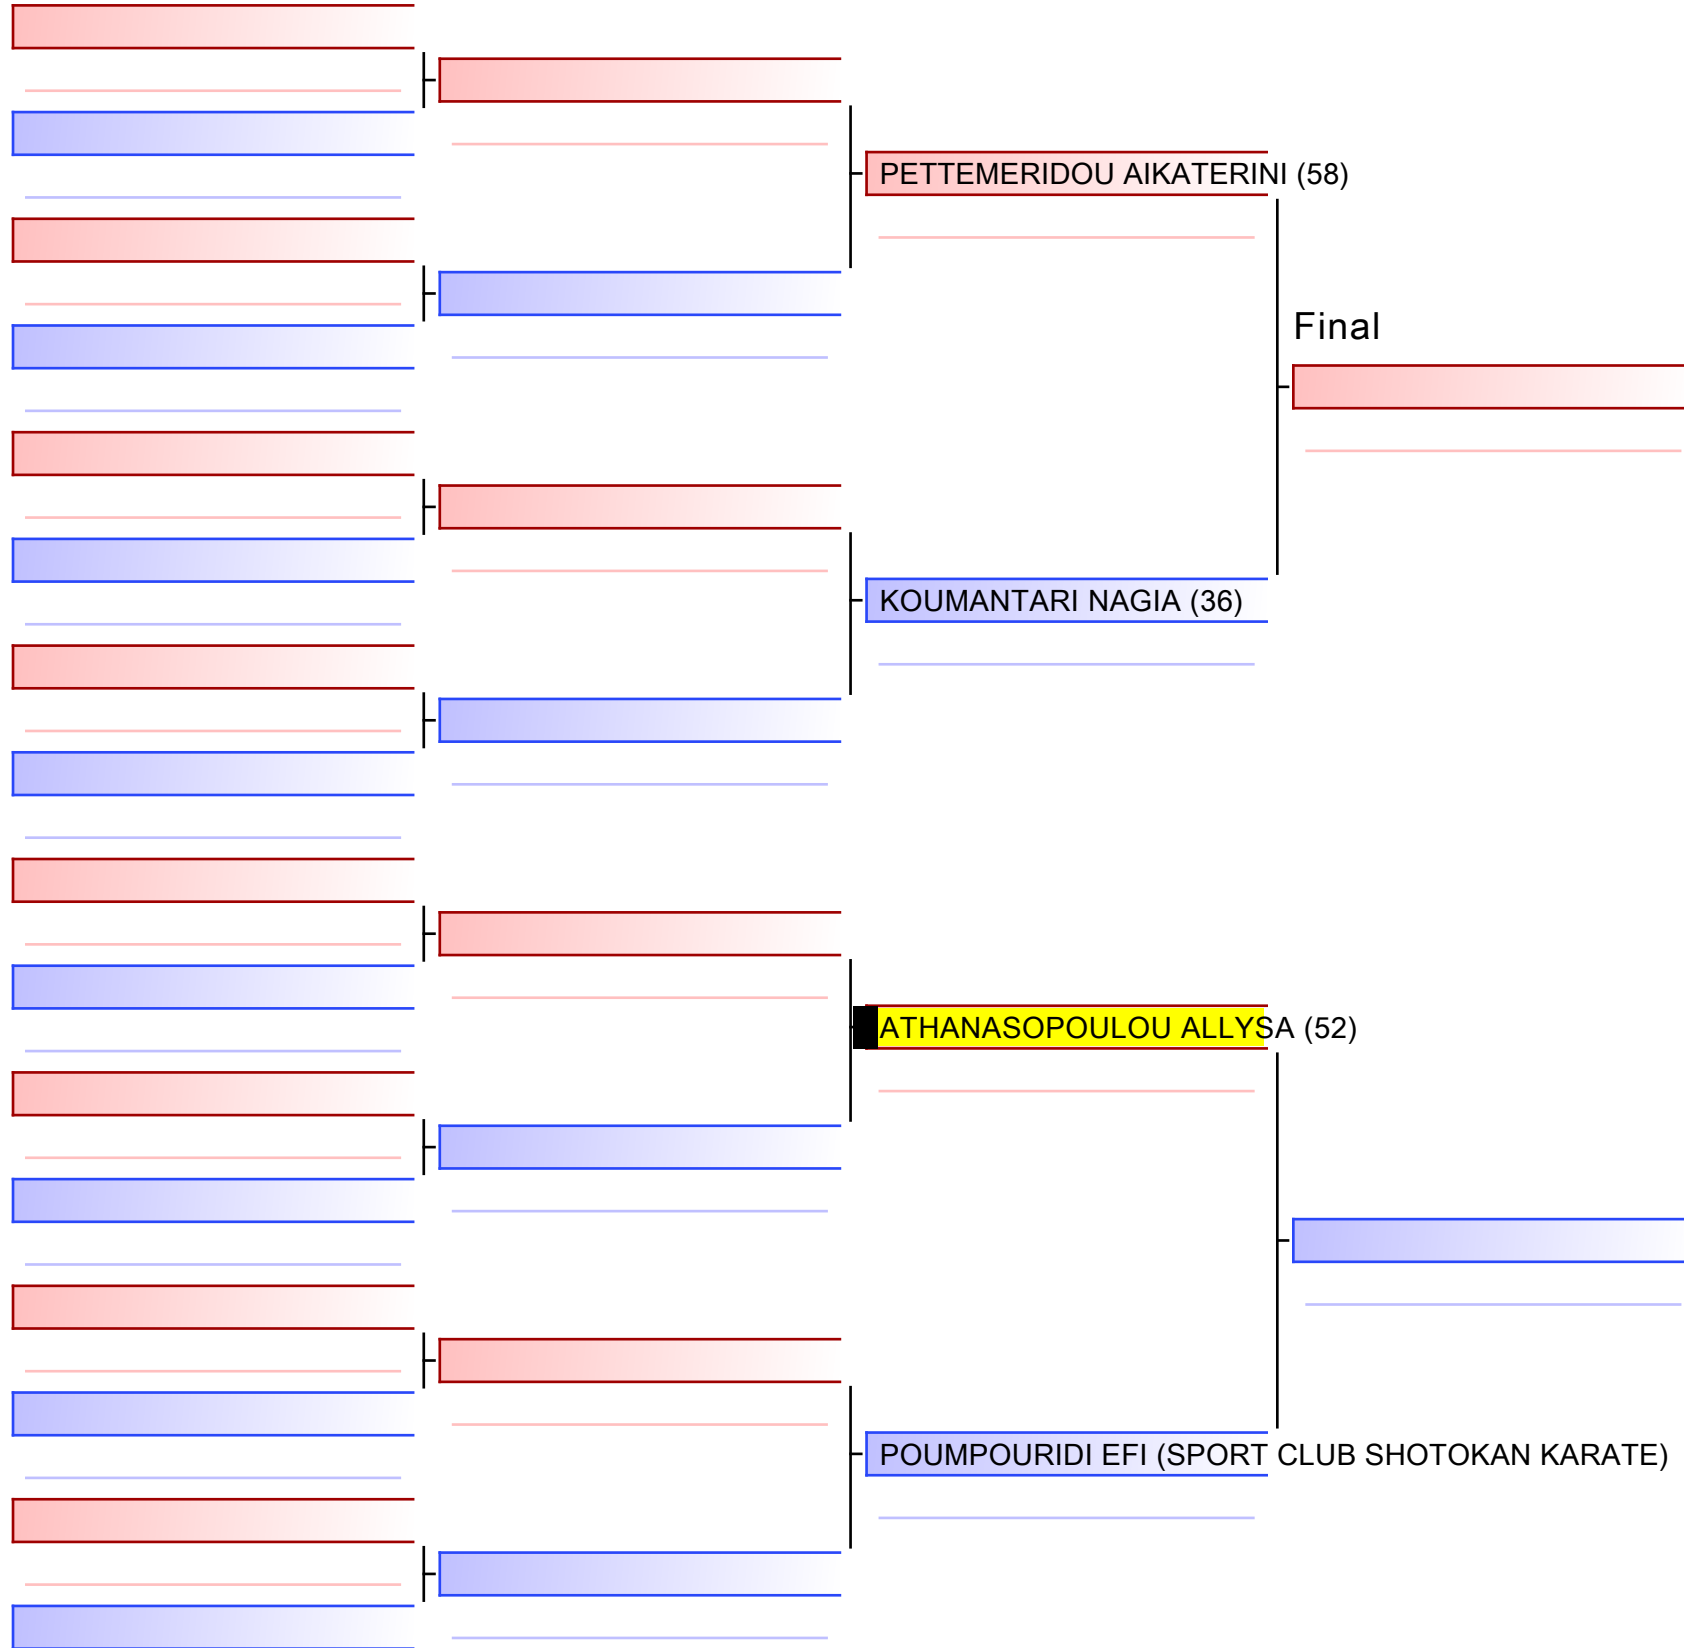 PETTEMERIDOU AIKATERINI (58)
Final
KOUMANTARI NAGIA (36)
ATHANASOPOULOU ALLYSA (52)
POUMPOURIDI EFI (SPORT CLUB SHOTOKAN KARATE)